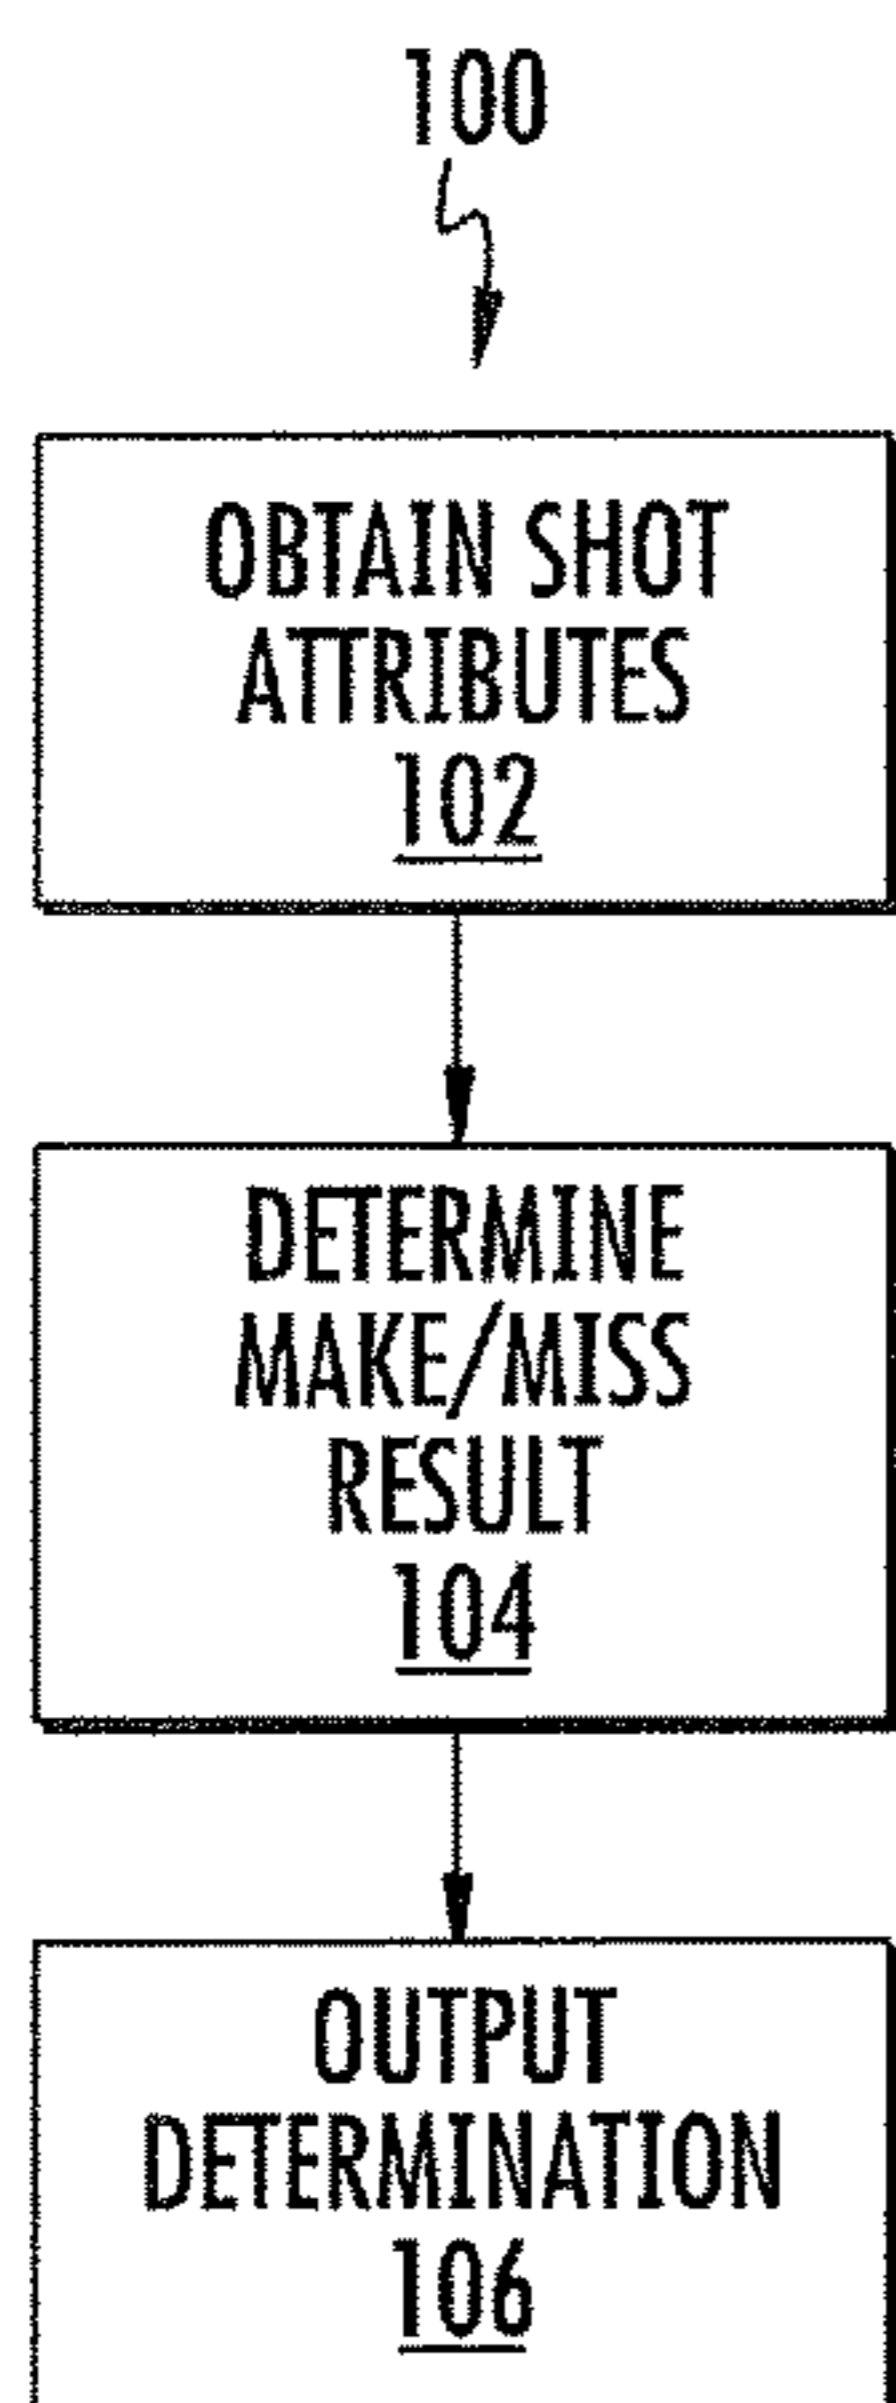 100
OBTAIN SHOT
ATTRIBUTES
102
DETERMINE
MAKE/MISS
RESULT
104
OUTPUT
DETERMINATION
106